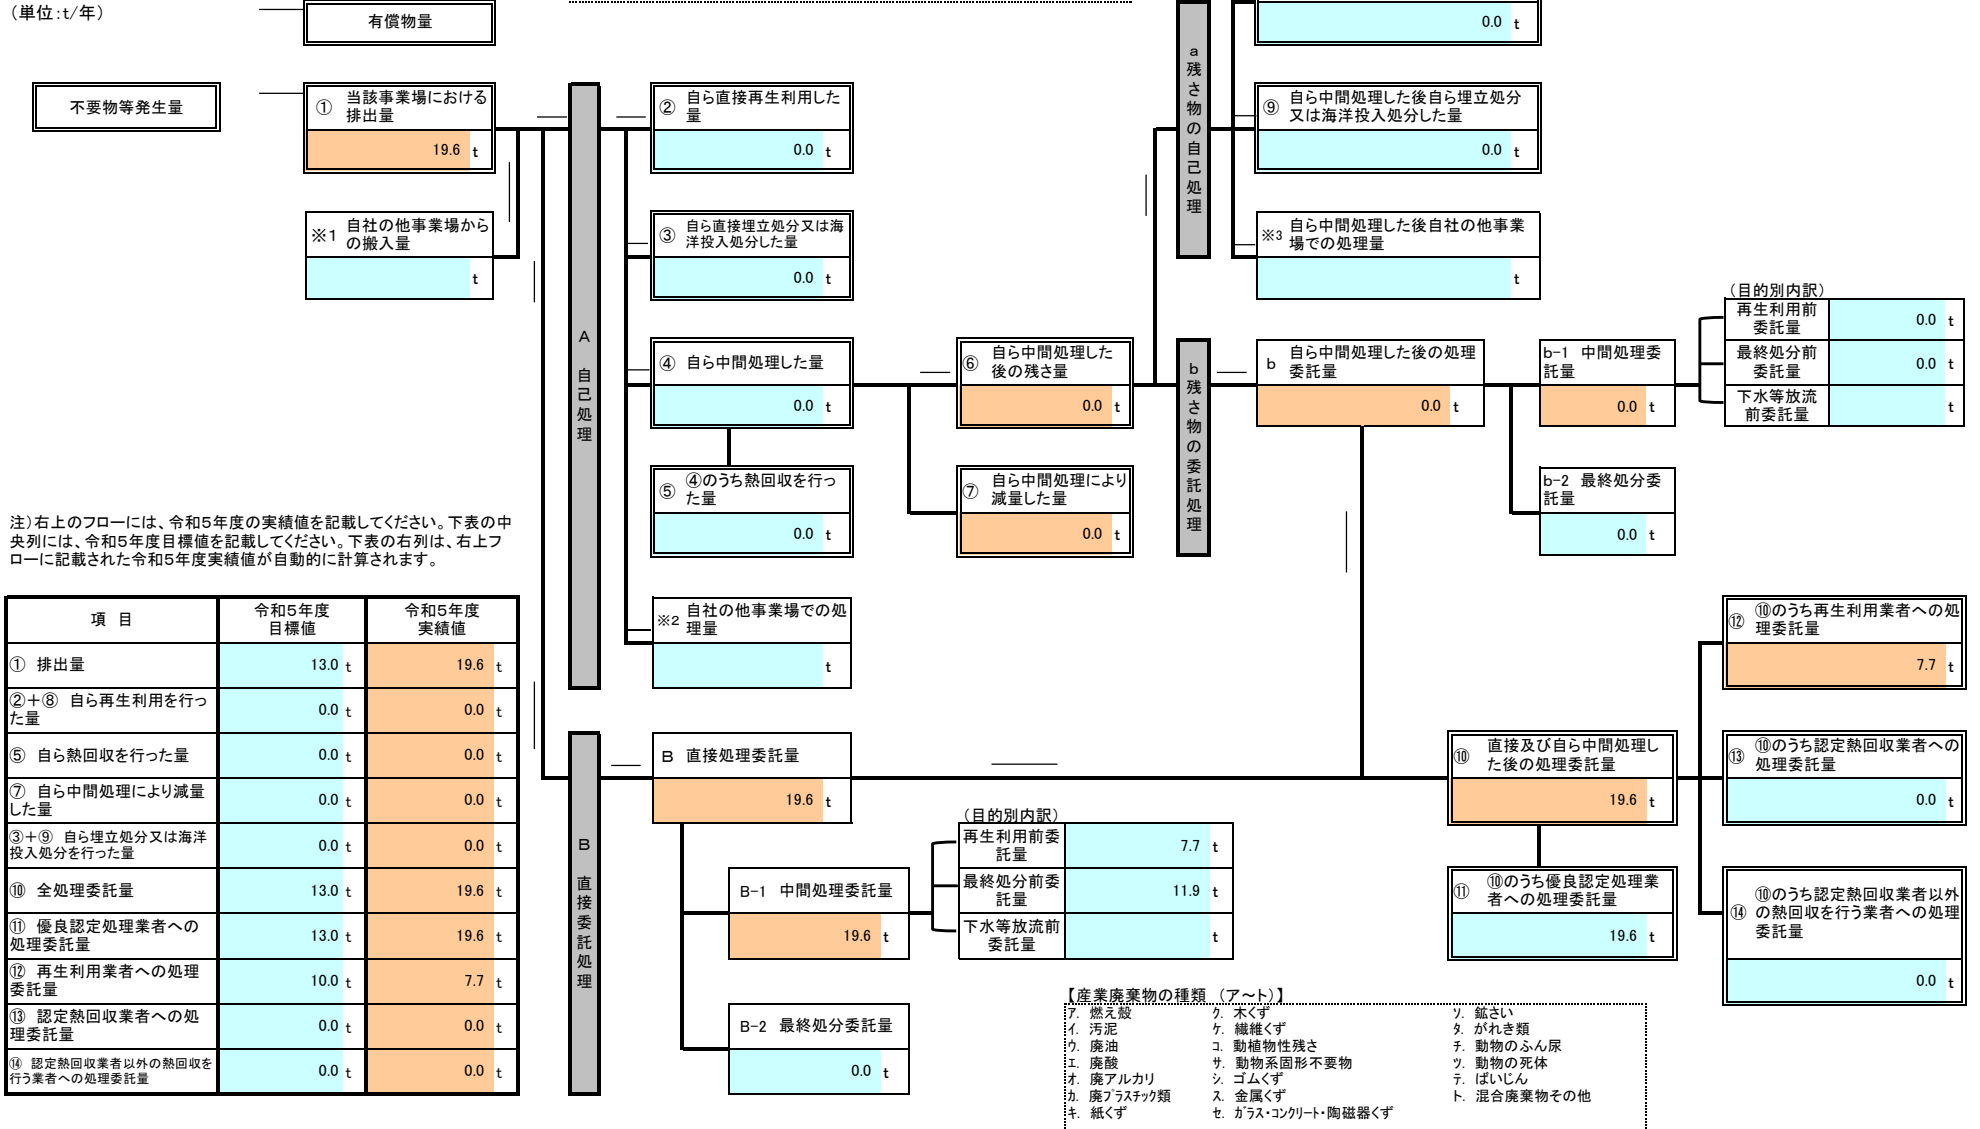 （単位：t/年）
有償物量
0.0 t
不要物等発生量
① 当該事業場における
排出量
19.6 t
※1 自社の他事業場から
の搬入量
t
A 自己処理
② 自ら直接再生利用した
量
0.0 t
③ 自ら直接埋立処分又は海
洋投入処分した量
0.0 t
④ 自ら中間処理した量
0.0 t
⑤ ④のうち熱回収を行っ
た量
0.0 t
※2 自社の他事業場での処
理量
t
⑥ 自ら中間処理した
後の残さ量
0.0 t
⑦ 自ら中間処理により
減量した量
0.0 t
a 残さ物の自己処理
⑨ 自ら中間処理した後自ら埋立処分
又は海洋投入処分した量
0.0 t
※3 自ら中間処理した後自社の他事業
場での処理量
t
b 残さ物の委託処理
b 自ら中間処理した後の処理
委託量
0.0 t
b-1 中間処理委
託量
0.0 t
b-2 最終処分委
託量
0.0 t
（目的別内訳）
再生利用前
委託量
0.0 t
最終処分前
委託量
0.0 t
下水等放流
前委託量
t
注）右上のフローには、令和5年度の実績値を記載してください。下表の中
央列には、令和5年度目標値を記載してください。下表の右列は、右上フ
ローに記載された令和5年度実績値が自動的に計算されます。
項 目 令和5年度 令和5年度
目標値 実績値
① 排出量 13.0 t 19.6 t
②＋⑧ 自ら再生利用を行っ
た量 0.0 t 0.0 t
⑤ 自ら熱回収を行った量 0.0 t 0.0 t
⑦ 自ら中間処理により減量
した量 0.0 t 0.0 t
③＋⑨ 自ら埋立処分又は海洋
投入処分を行った量 0.0 t 0.0 t
⑩ 全処理委託量 13.0 t 19.6 t
⑪ 優良認定処理業者への
処理委託量 13.0 t 19.6 t
⑫ 再生利用業者への処理
委託量 10.0 t 7.7 t
⑬ 認定熱回収業者への処
理委託量 0.0 t 0.0 t
⑭ 認定熱回収業者以外の熱回収を
行う業者への処理委託量 0.0 t 0.0 t
B 直接委託処理
B 直接処理委託量
19.6 t
B-1 中間処理委託量
19.6 t
B-2 最終処分委託量
0.0 t
（目的別内訳）
再生利用前委
託量
7.7 t
最終処分前委
託量
11.9 t
下水等放流前
委託量
t
⑩ 直接及び自ら中間処理し
た後の処理委託量
19.6 t
⑪ ⑩のうち優良認定処理業
者への処理委託量
19.6 t
⑫ ⑩のうち再生利用業者への処
理委託量
7.7 t
⑬ ⑩のうち認定熱回収業者への
処理委託量
0.0 t
⑭ ⑩のうち認定熱回収業者以外
の熱回収を行う業者への処理
委託量
0.0 t
【産業廃棄物の種類 （ア～ト）】
ア. 燃え殻 ク. 木くず ソ. 鉱さい
イ. 汚泥 ケ. 繊維くず タ. がれき類
ウ. 廃油 コ. 動植物性残さ チ. 動物のふん尿
エ. 廃酸 サ. 動物系固形不要物 ツ. 動物の死体
オ. 廃アルカリ シ. ゴムくず テ. ばいじん
カ. 廃プラスチック類 ス. 金属くず ト. 混合廃棄物その他
キ. 紙くず セ. ガラス・コンクリート・陶磁器くず